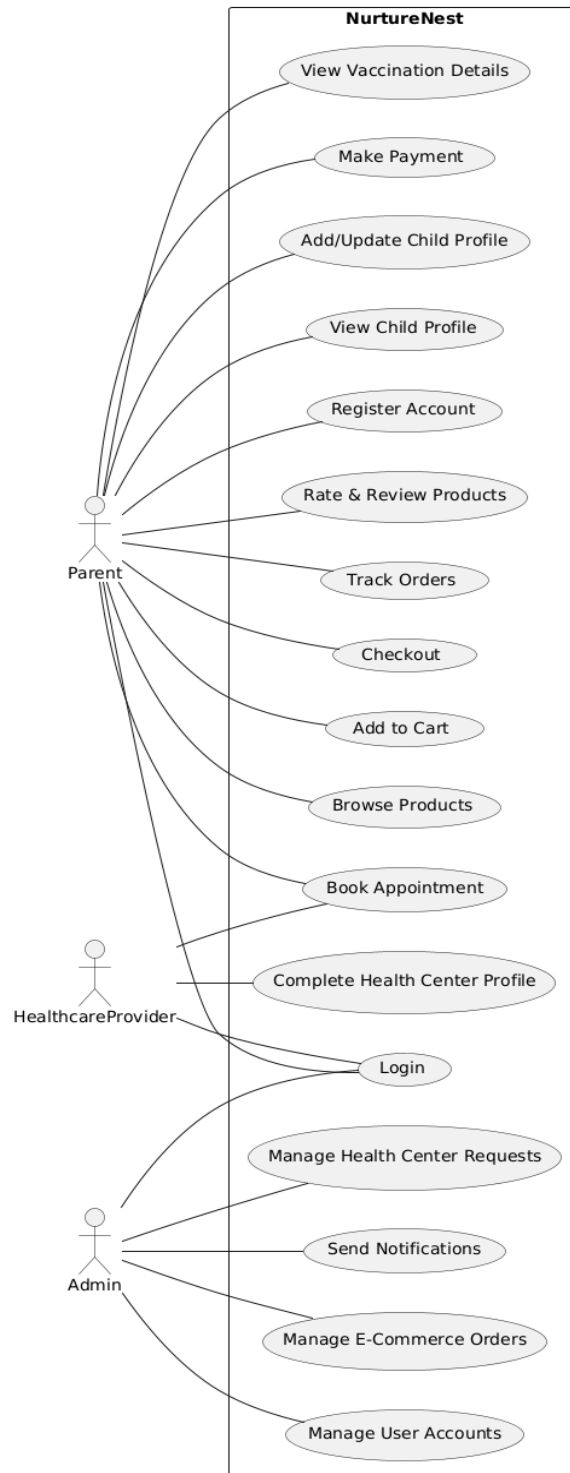 NurtureNest
View Vaccination Details
Make Payment
Add/Update Child Profile
View Child Profile
Register Account
Rate & Review Products
Parent
Track Orders
Checkout
Add to Cart
Browse Products
Book Appointment
Complete Health Center Profile
HealthcareProvider
Login
Manage Health Center Requests
Send Notifications
Admin
Manage E-Commerce Orders
Manage User Accounts